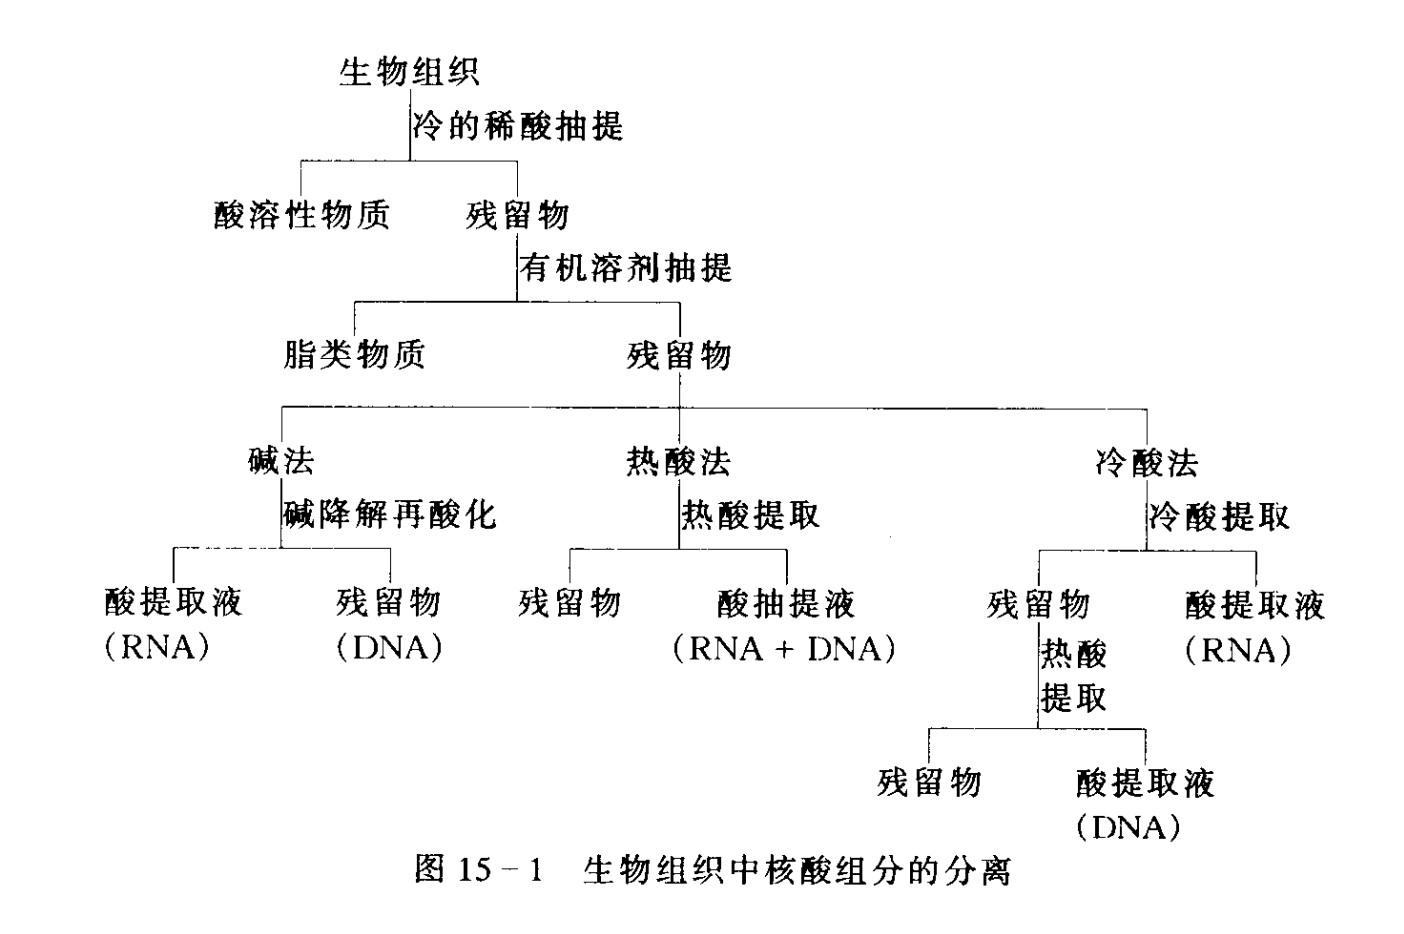 生物组织
冷的稀酸抽提
酸溶性物质 残留物
有机溶剂抽提
脂类物质 残留物
碱法 热酸法 冷酸法
碱降解再酸化 热酸提取 冷酸提取
酸提取液 残留物 残留物 酸抽提液 残留物 酸提取液
(RNA) (DNA) (RNA + DNA) 热酸 (RNA)
提取
残留物 酸提取液
(DNA)
图 15-1 生物组织中核酸组分的分离